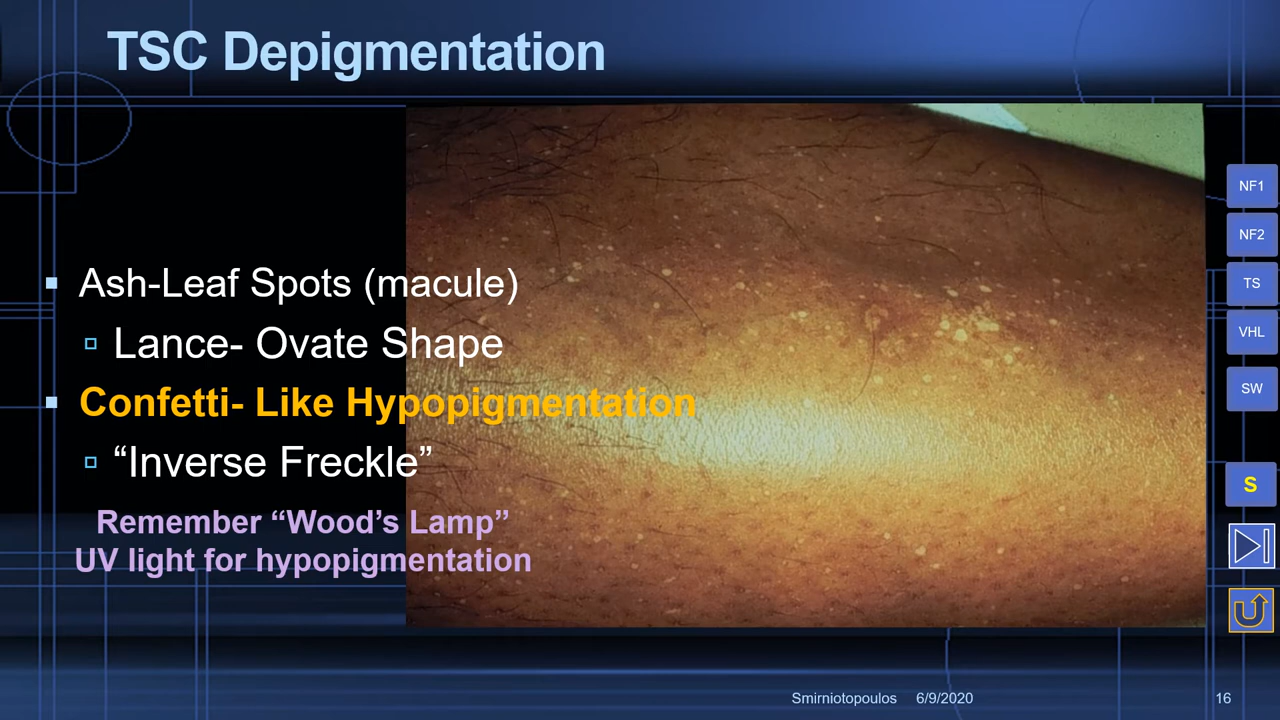 TSC Depigmentation
Ash-Leaf Spots (macule)
Lance- Ovate Shape
Confetti- Like Hypopigmentation
“Inverse Freckle”
Remember “Wood’s Lamp”
UV light for hypopigmentation
NF1
NF2
TS
VHL
SW
S
Smirniotopoulos 6/9/2020 16